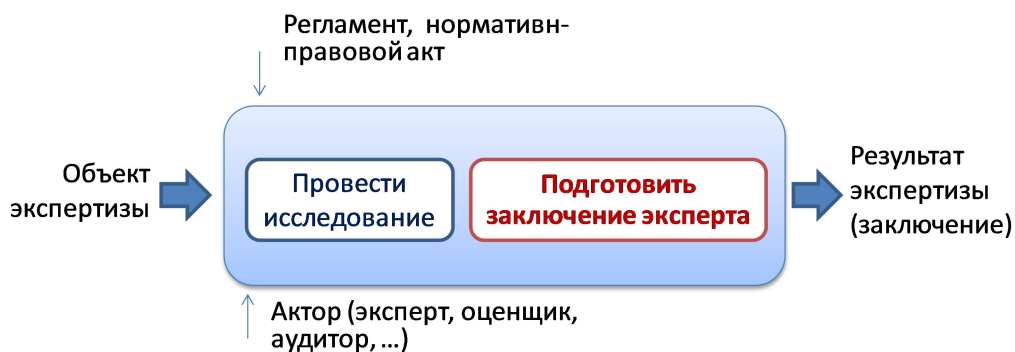 Регламент, нормативн-
правовой акт
Объект
экспертизы
Провести
исследование
Подготовить
заключение эксперта
Результат
экспертизы
(заключение)
Актор (эксперт, оценщик,
аудитор, ...)